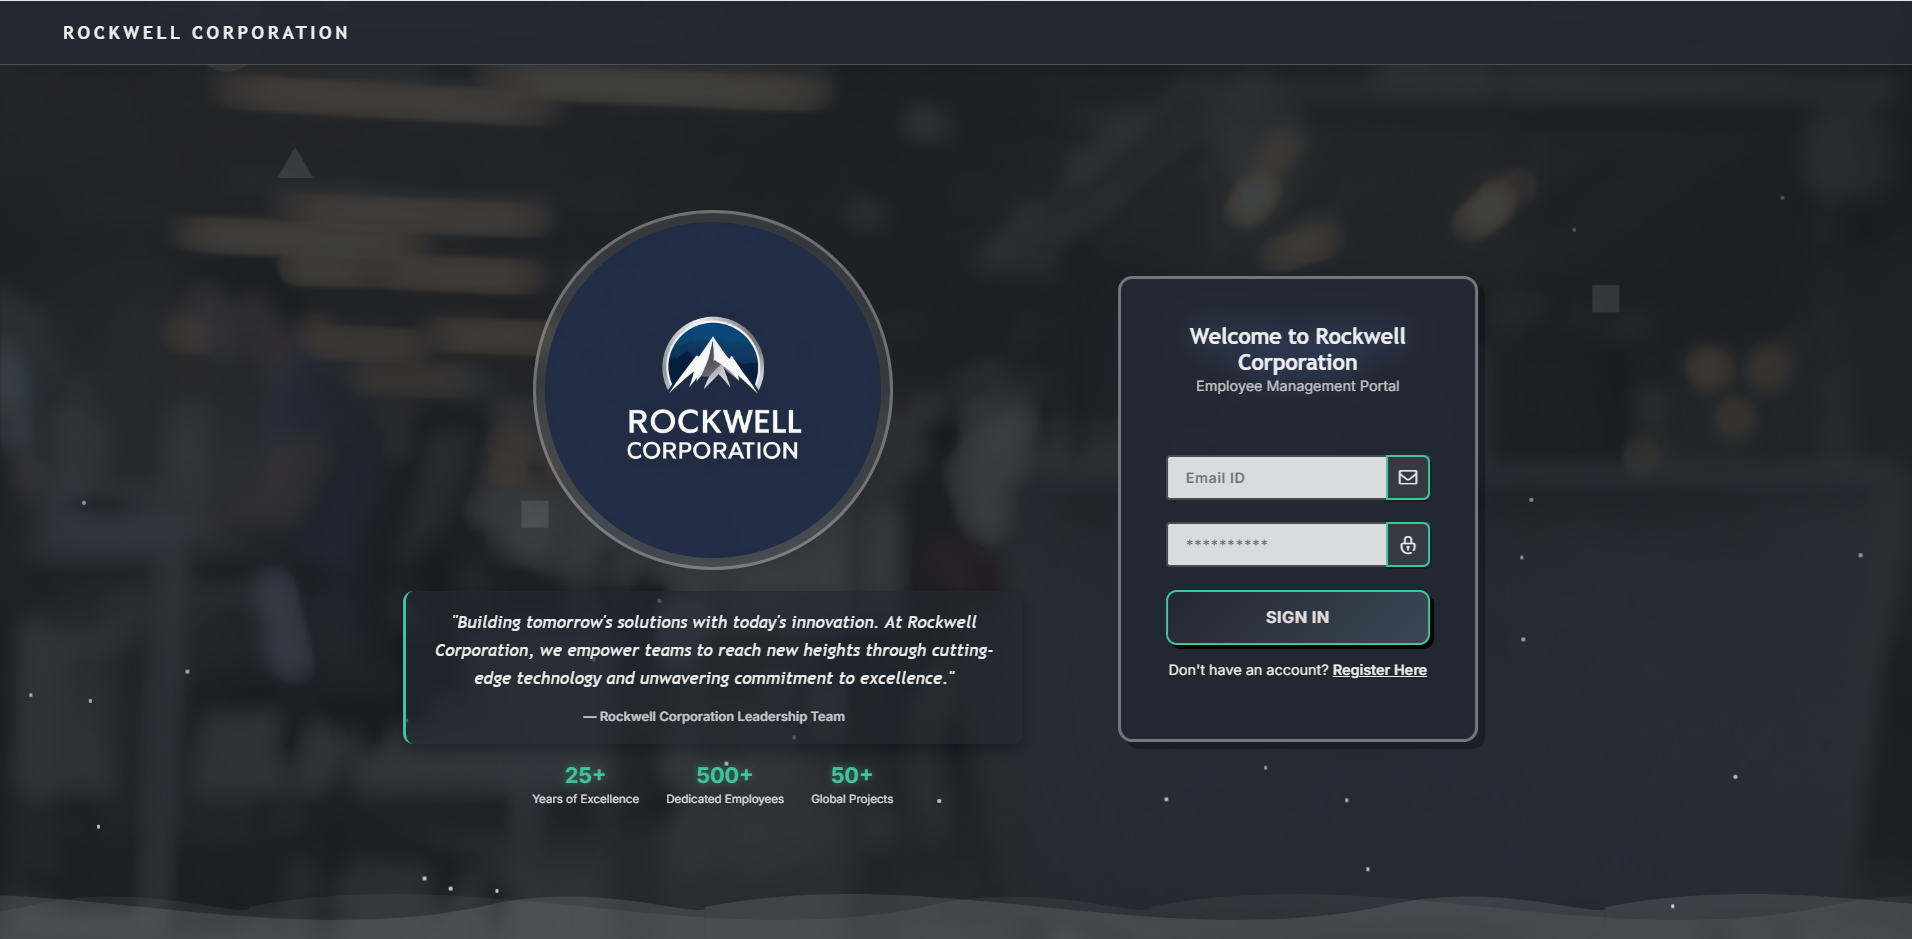 ROCKWELL CORPORATION
ROCKWELL
CORPORATION
"Building tomorrow's solutions with today's innovation. At Rockwell
Corporation, we empower teams to reach new heights through cutting-
edge technology and unwavering commitment to excellence."
— Rockwell Corporation Leadership Team
25+ 500+ 50+
Years of Excellence Dedicated Employees Global Projects
Welcome to Rockwell
Corporation
Employee Management Portal
Email ID
**********
SIGN IN
Don't have an account? Register Here